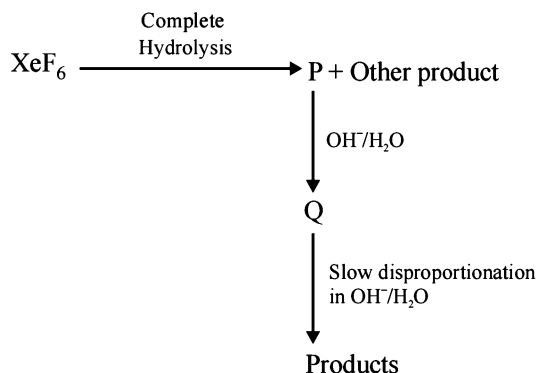 Complete
Hydrolysis
XeF₆
P + Other product
OH⁻/H₂O
Q
Slow disproportionation
in OH⁻/H₂O
Products